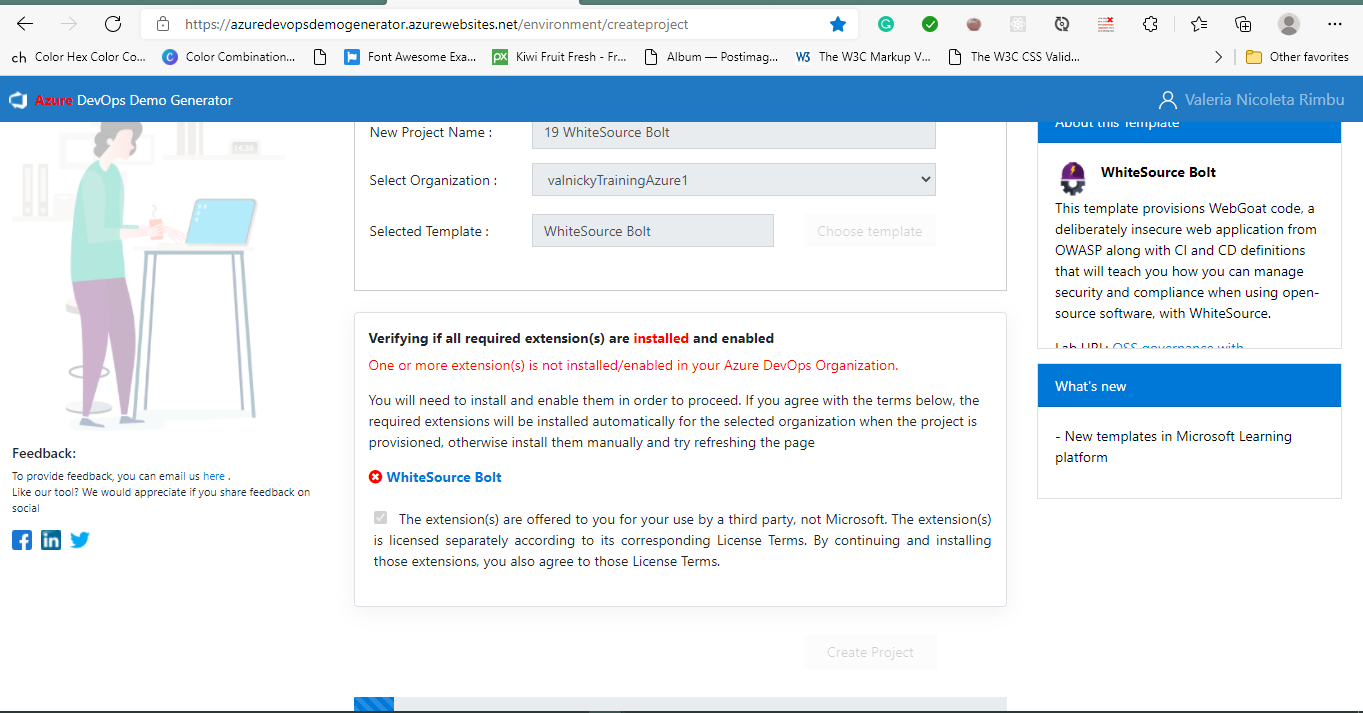 https://azuredevopsdemogenerator.azurewebsites.net/environment/createproject
ch Color Hex Color Co...
C Color Combination...
Font Awesome Exa...
px Kiwi Fruit Fresh - Fr...
Album — Postimag...
W3 The W3C Markup V...
The W3C CSS Valid...
Other favorites
Azure DevOps Demo Generator
Valeria Nicoleta Rimbu
14:38
Feedback:
To provide feedback, you can email us here .
Like our tool? We would appreciate if you share feedback on
social
New Project Name :
19 WhiteSource Bolt
Select Organization :
valnickyTrainingAzure1
Selected Template :
WhiteSource Bolt
Choose template
Verifying if all required extension(s) are installed and enabled
One or more extension(s) is not installed/enabled in your Azure DevOps Organization.
You will need to install and enable them in order to proceed. If you agree with the terms below, the
required extensions will be installed automatically for the selected organization when the project is
provisioned, otherwise install them manually and try refreshing the page
WhiteSource Bolt
The extension(s) are offered to you for your use by a third party, not Microsoft. The extension(s)
is licensed separately according to its corresponding License Terms. By continuing and installing
those extensions, you also agree to those License Terms.
Create Project
About this Template
WhiteSource Bolt
This template provisions WebGoat code, a
deliberately insecure web application from
OWASP along with CI and CD definitions
that will teach you how you can manage
security and compliance when using open-
source software, with WhiteSource.
Lab URL: OSS governance with
What's new
- New templates in Microsoft Learning
platform